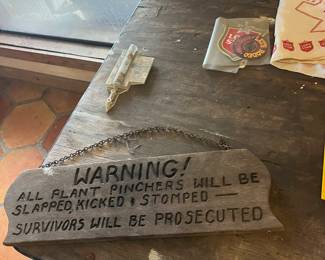 WARNING!
ALL PLANT PINCHERS WILL BE
SLAPPED, KICKED & STOMPED —
SURVIVORS WILL BE PROSECUTED